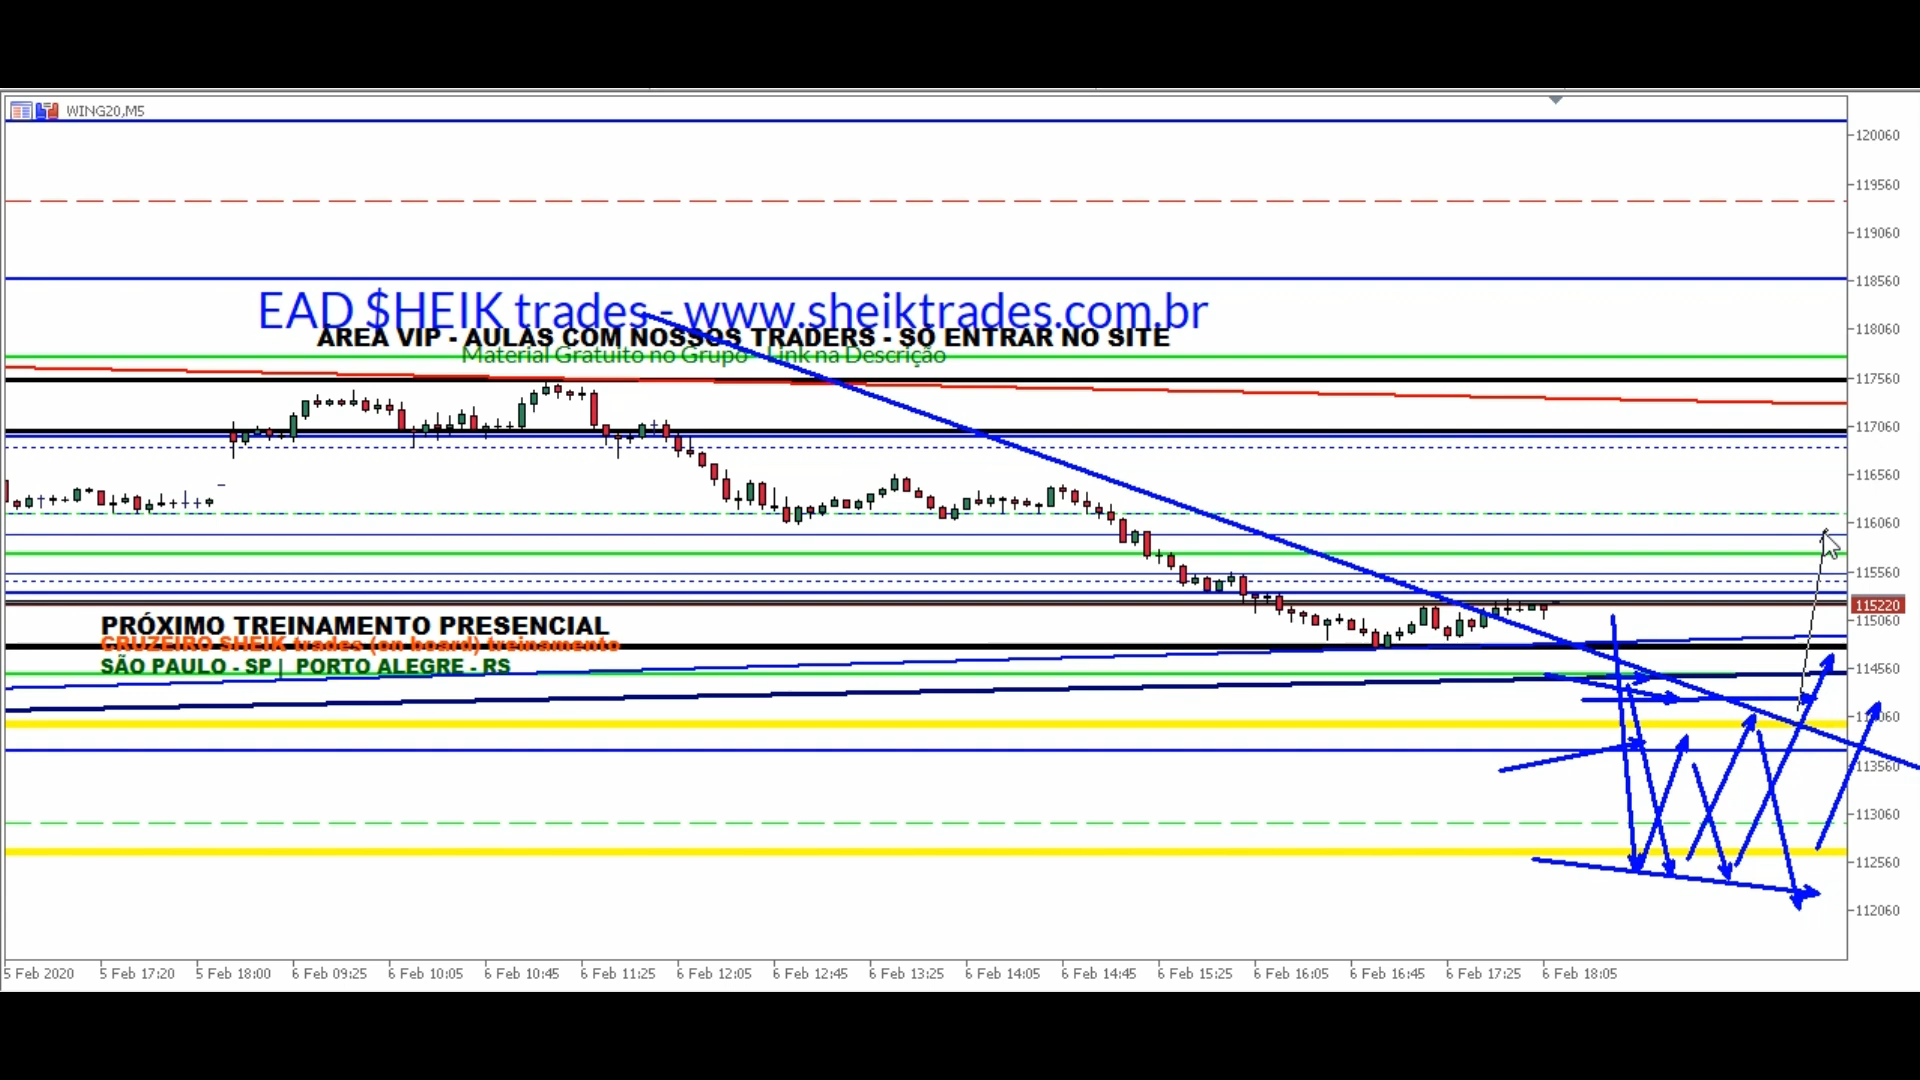 WING20,M5
120060
119560
119060
118560
EAD $HEIK trades - www.sheiktrades.com.br
118060
ÁREA VIP - AULAS COM NOSSOS TRADERS - SÓ ENTRAR NO SITE
Material Gratuito no Grupo - Link na Descrição
117560
117060
116560
116060
115560
115220
115060
PRÓXIMO TREINAMENTO PRESENCIAL
CRUZEIRO SHEIK trades (on board) treinamento
SÃO PAULO - SP | PORTO ALEGRE - RS
114560
113560
113060
112560
112060
5 Feb 2020 5 Feb 17:20 5 Feb 18:00 6 Feb 09:25 6 Feb 10:05 6 Feb 10:45 6 Feb 11:25 6 Feb 12:05 6 Feb 12:45 6 Feb 13:25 6 Feb 14:05 6 Feb 14:45 6 Feb 15:25 6 Feb 16:05 6 Feb 16:45 6 Feb 17:25 6 Feb 18:05